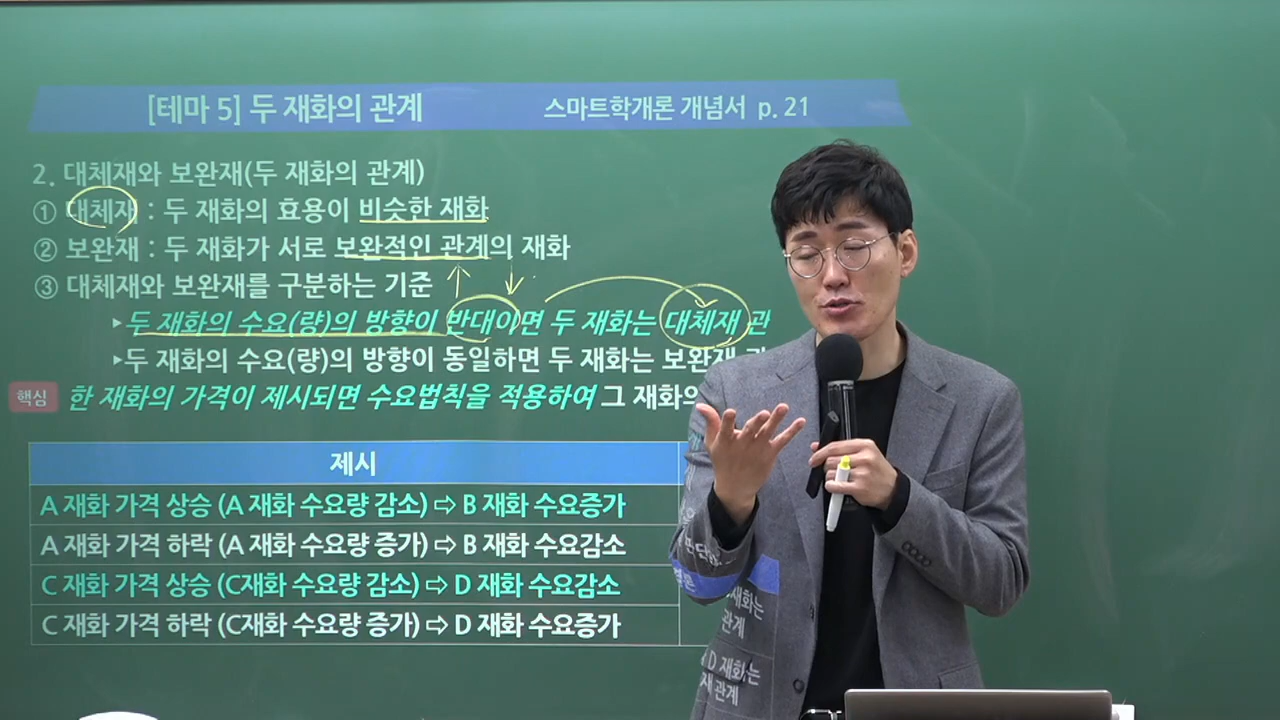 [테마 5] 두 재화의 관계
스마트학개론 개념서 p. 21
2. 대체재와 보완재(두 재화의 관계)
① 대체재 : 두 재화의 효용이 비슷한 재화
② 보완재 : 두 재화가 서로 보완적인 관계의 재화
③ 대체재와 보완재를 구분하는 기준
▸두 재화의 수요(량)의 방향이 반대이면 두 재화는 대체재 관
▸두 재화의 수요(량)의 방향이 동일하면 두 재화는 보완재
핵심 한 재화의 가격이 제시되면 수요법칙을 적용하여 그 재화의
제시
A 재화 가격 상승 (A 재화 수요량 감소) ⇨ B 재화 수요증가
A 재화 가격 하락 (A 재화 수요량 증가) ⇨ B 재화 수요감소
C 재화 가격 상승 (C재화 수요량 감소) ⇨ D 재화 수요감소
C 재화 가격 하락 (C재화 수요량 증가) ⇨ D 재화 수요증가
재화는
관계
D 재화는
재 관계